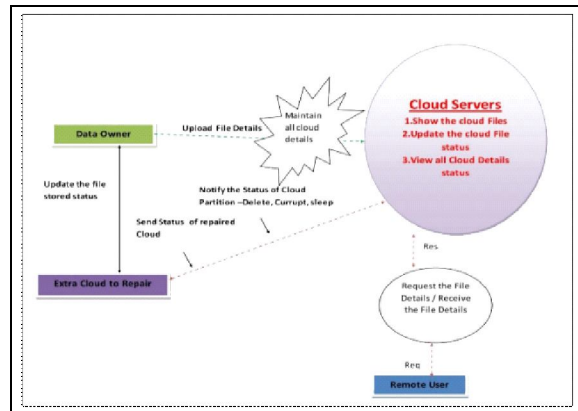 Cloud Servers
1.Show the cloud Files
2.Update the cloud File
status
3.View all Cloud Details
status
Maintain
all cloud
details
Upload File Details
Data Owner
Update the file
stored status
Notify the Status of Cloud
Partition –Delete, Currupt, sleep
Send Status of repaired
Cloud
Extra Cloud to Repair
Res
Request the File
Details / Receive
the File Details
Req
Remote User